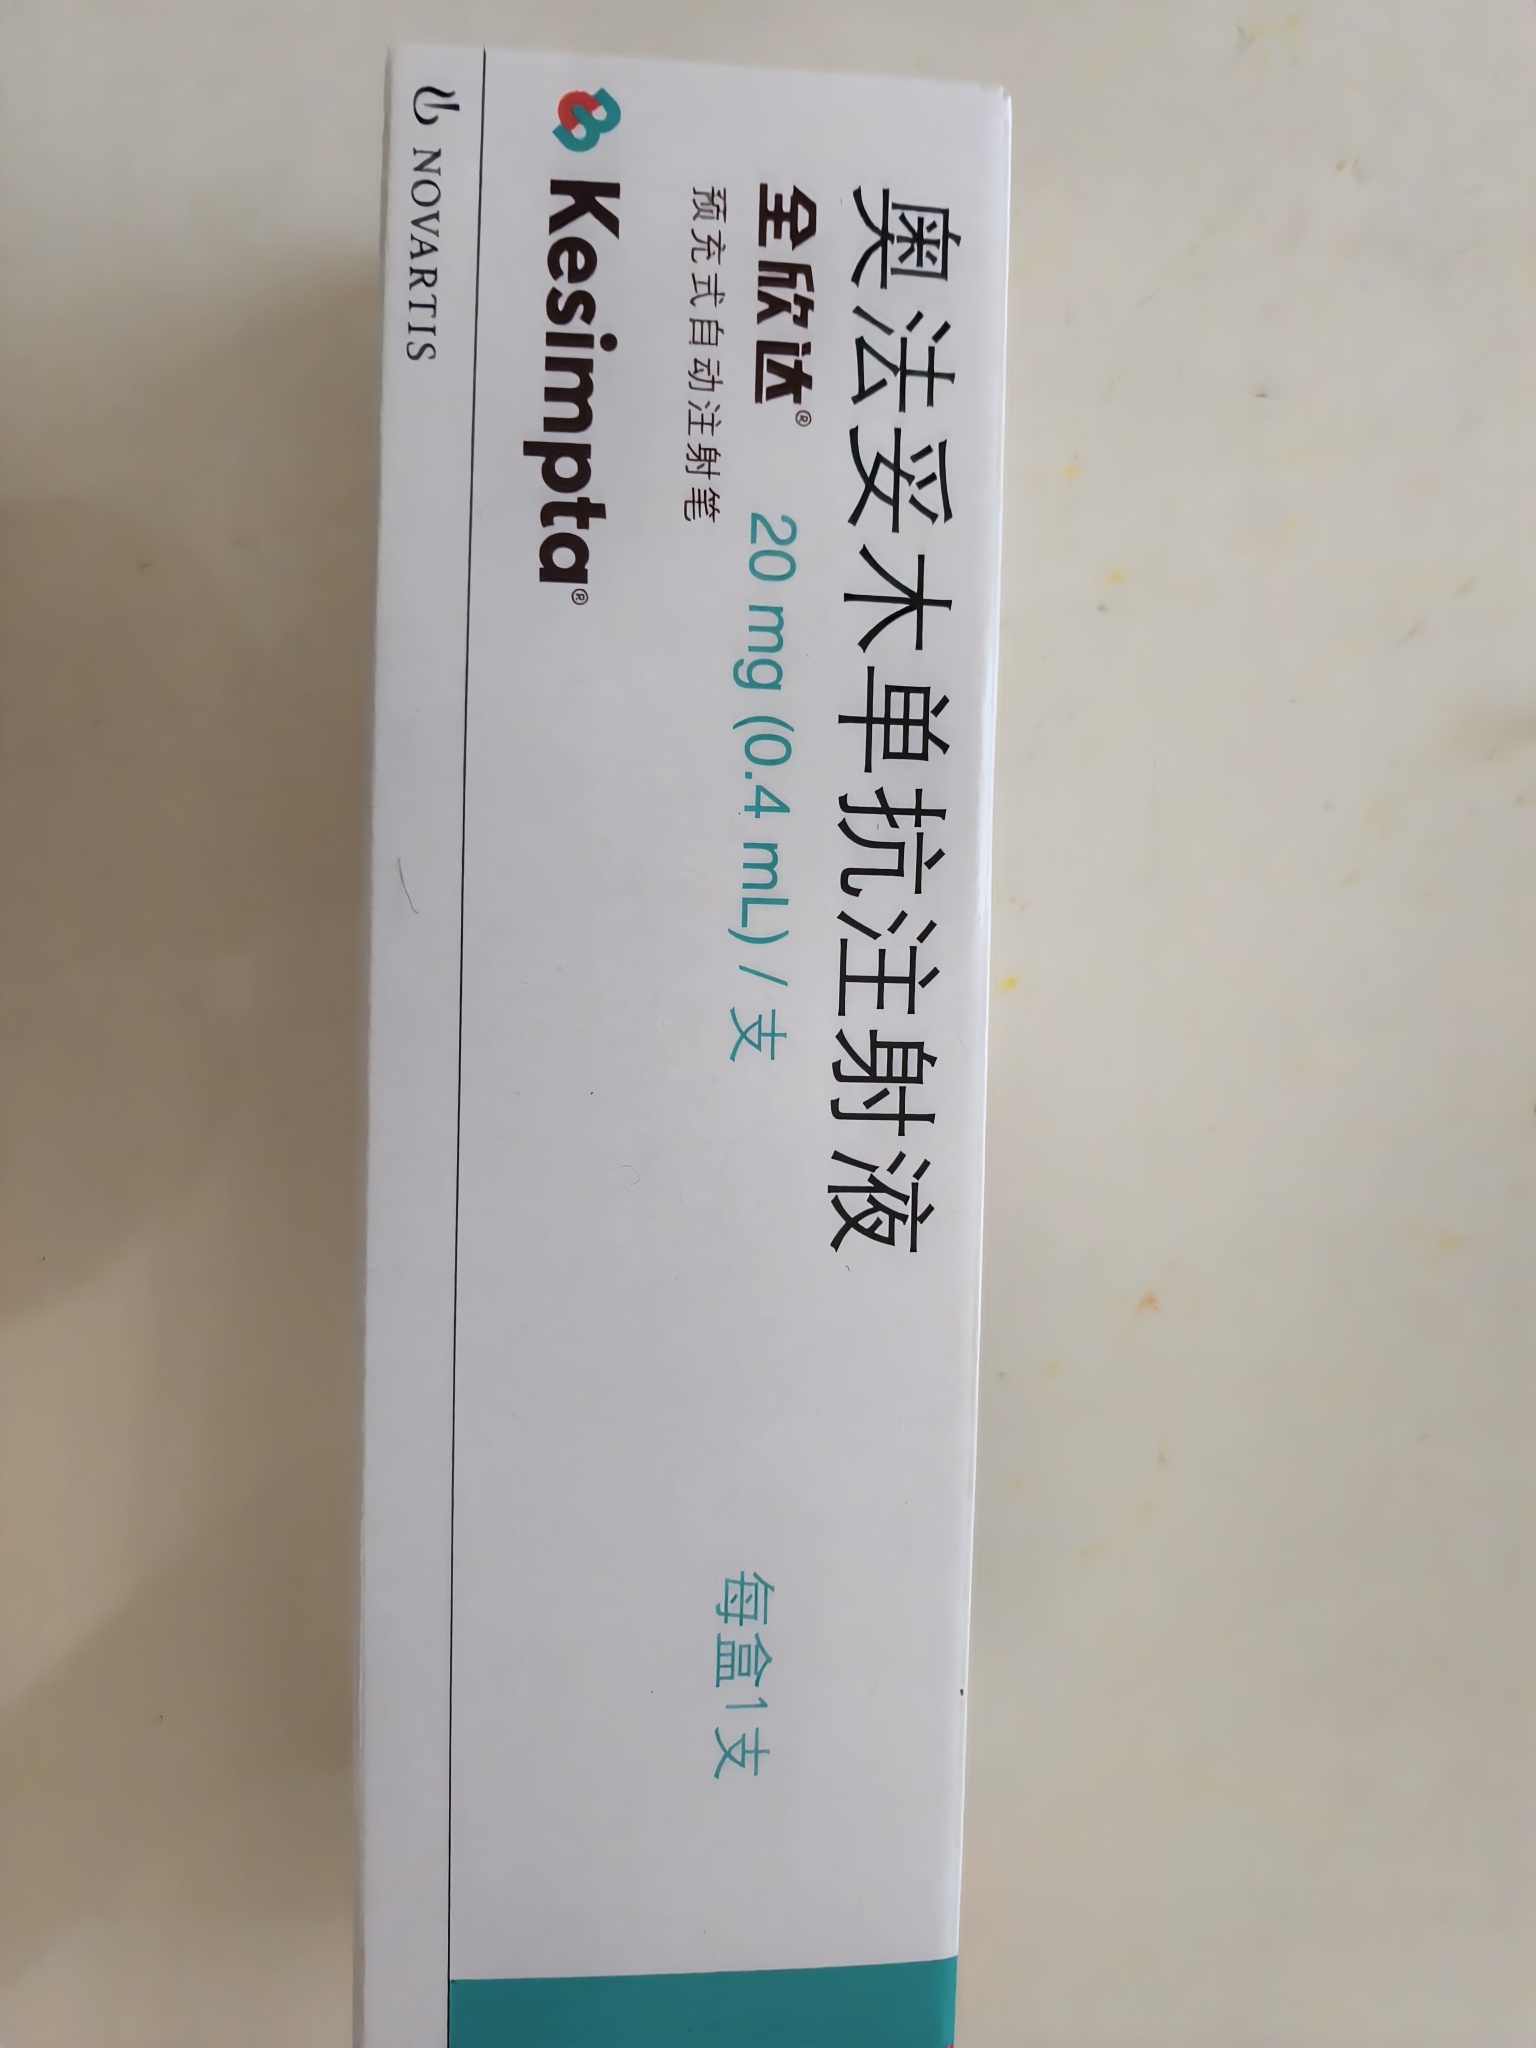 奥法妥木单抗注射液
全欣达® 20 mg (0.4 mL) / 支
预充式自动注射笔
每盒1支
Kesimpta®
NOVARTIS